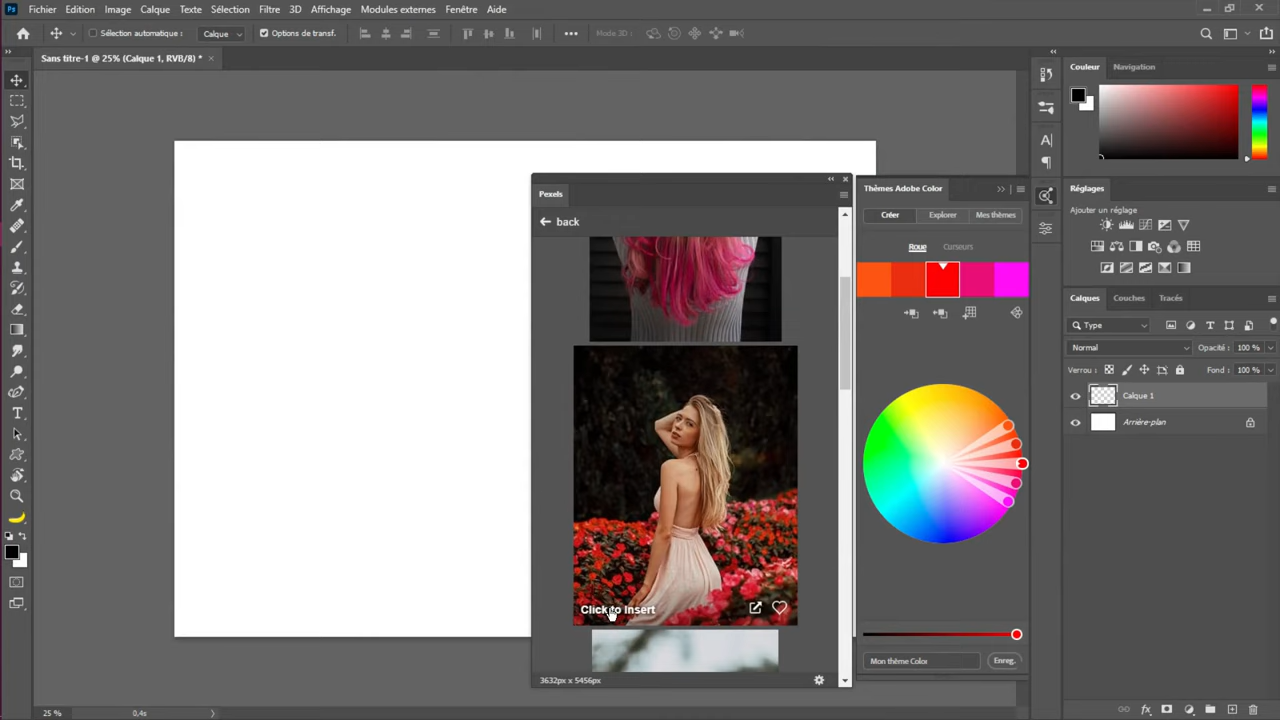 Ps Fichier Edition Image Calque Texte Sélection Filtre 3D Affichage Modules externes Fenêtre Aide
Sélection automatique : Calque Options de transf. Mode 3D :
Sans titre-1 @ 25% (Calque 1, RVB/8) *
Couleur Navigation
Pexels
back
Click to Insert
3632px x 5456px
Thèmes Adobe Color
Créer Explorer Mes thèmes
Roue Curseurs
Mon thème Color Enreg.
Réglages
Ajouter un réglage
Calques Couches Tracés
Type
Normal Opacité : 100 %
Verrou : Fond : 100 %
Calque 1
Arrière-plan
25 % 0,4s